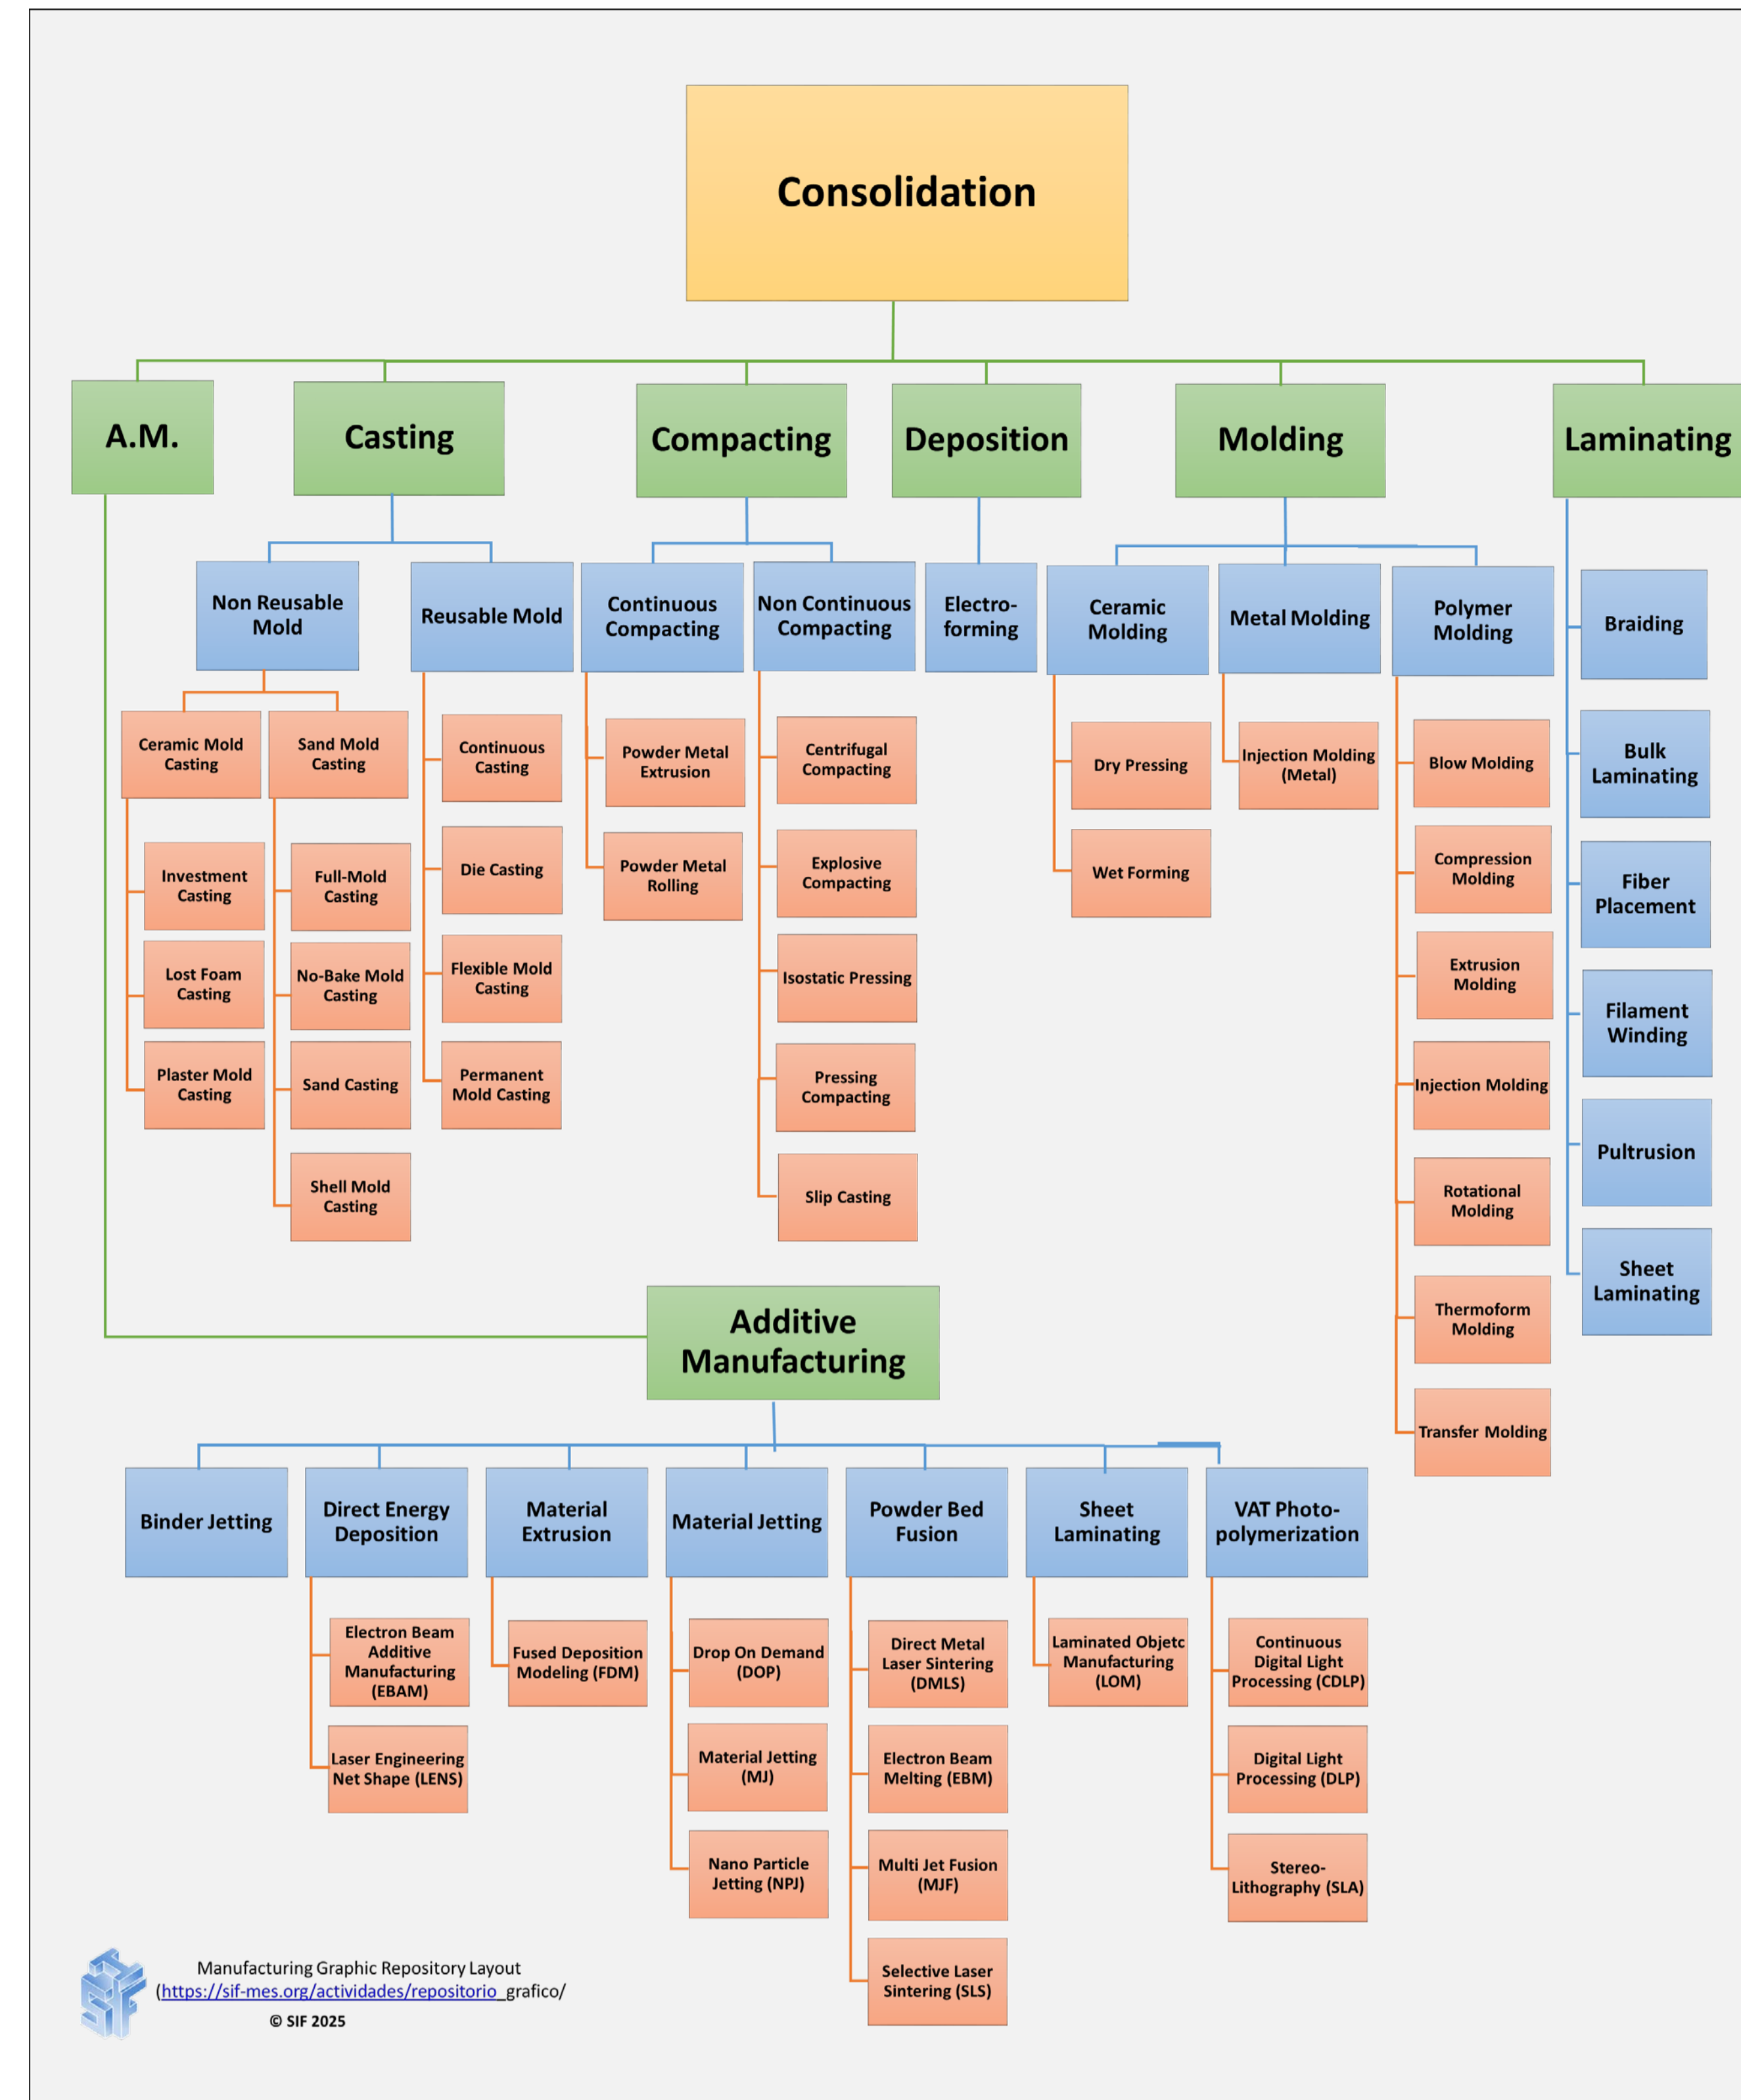 Consolidation
A.M.
Casting
Compacting
Deposition
Molding
Laminating
Non Reusable
Mold
Reusable Mold
Continuous
Compacting
Non Continuous
Compacting
Electro-
forming
Ceramic
Molding
Metal Molding
Polymer
Molding
Braiding
Bulk
Laminating
Fiber
Placement
Filament
Winding
Pultrusion
Sheet
Laminating
Ceramic Mold
Casting
Sand Mold
Casting
Investment
Casting
Lost Foam
Casting
Plaster Mold
Casting
Full-Mold
Casting
No-Bake Mold
Casting
Sand Casting
Shell Mold
Casting
Continuous
Casting
Die Casting
Flexible Mold
Casting
Permanent
Mold Casting
Powder Metal
Extrusion
Powder Metal
Rolling
Centrifugal
Compacting
Explosive
Compacting
Isostatic Pressing
Pressing
Compacting
Slip Casting
Dry Pressing
Wet Forming
Injection Molding
(Metal)
Blow Molding
Compression
Molding
Extrusion
Molding
Injection Molding
Rotational
Molding
Thermoform
Molding
Transfer Molding
Additive
Manufacturing
Binder Jetting
Direct Energy
Deposition
Material
Extrusion
Material Jetting
Powder Bed
Fusion
Sheet
Laminating
VAT Photo-
polymerization
Electron Beam
Additive
Manufacturing
(EBAM)
Laser Engineering
Net Shape (LENS)
Fused Deposition
Modeling (FDM)
Drop On Demand
(DOP)
Material Jetting
(MJ)
Nano Particle
Jetting (NPJ)
Direct Metal
Laser Sintering
(DMLS)
Electron Beam
Melting (EBM)
Multi Jet Fusion
(MJF)
Selective Laser
Sintering (SLS)
Laminated Objetc
Manufacturing
(LOM)
Continuous
Digital Light
Processing (CDLP)
Digital Light
Processing (DLP)
Stereo-
Lithography (SLA)
SIF
Manufacturing Graphic Repository Layout
(https://sif-mes.org/actividades/repositorio_grafico/
© SIF 2025